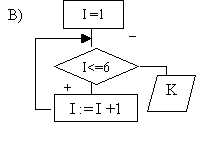 B)
I =1
–
I<=6
+
K
I := I +1